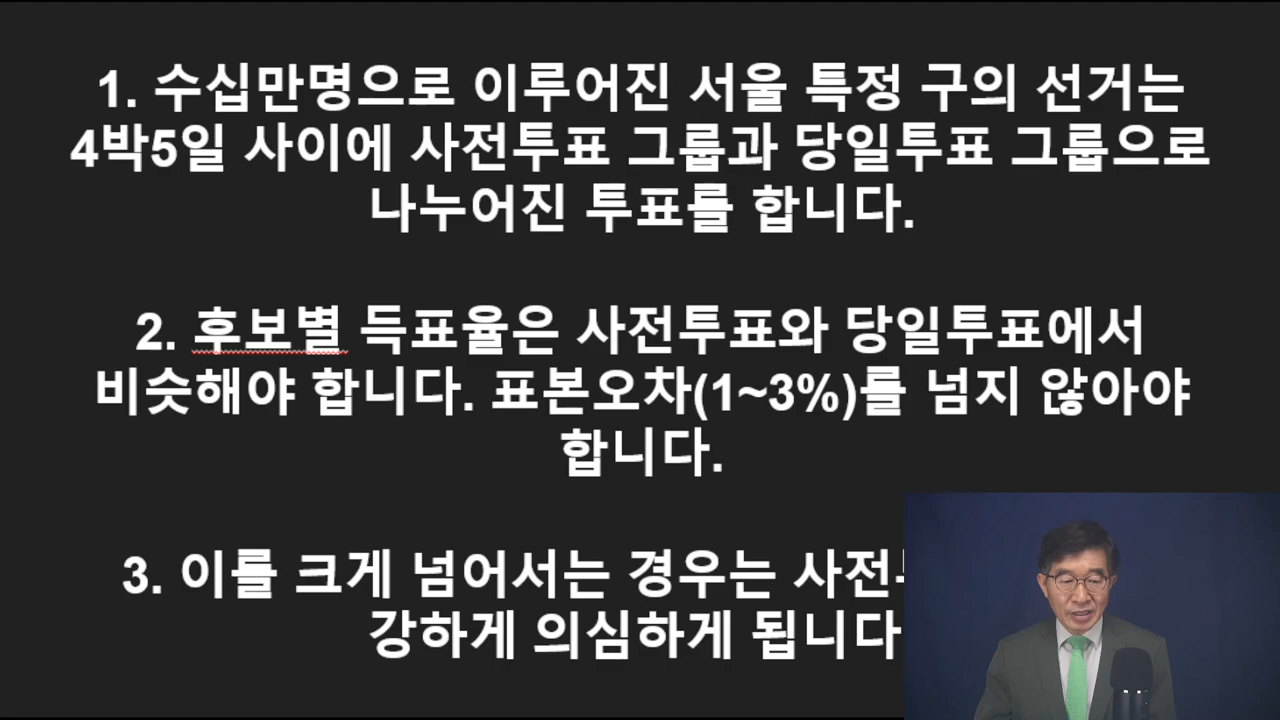 1. 수십만명으로 이루어진 서울 특정 구의 선거는
4박5일 사이에 사전투표 그룹과 당일투표 그룹으로
나누어진 투표를 합니다.
2. 후보별 득표율은 사전투표와 당일투표에서
비슷해야 합니다. 표본오차(1~3%)를 넘지 않아야
합니다.
3. 이를 크게 넘어서는 경우는 사전
강하게 의심하게 됩니다